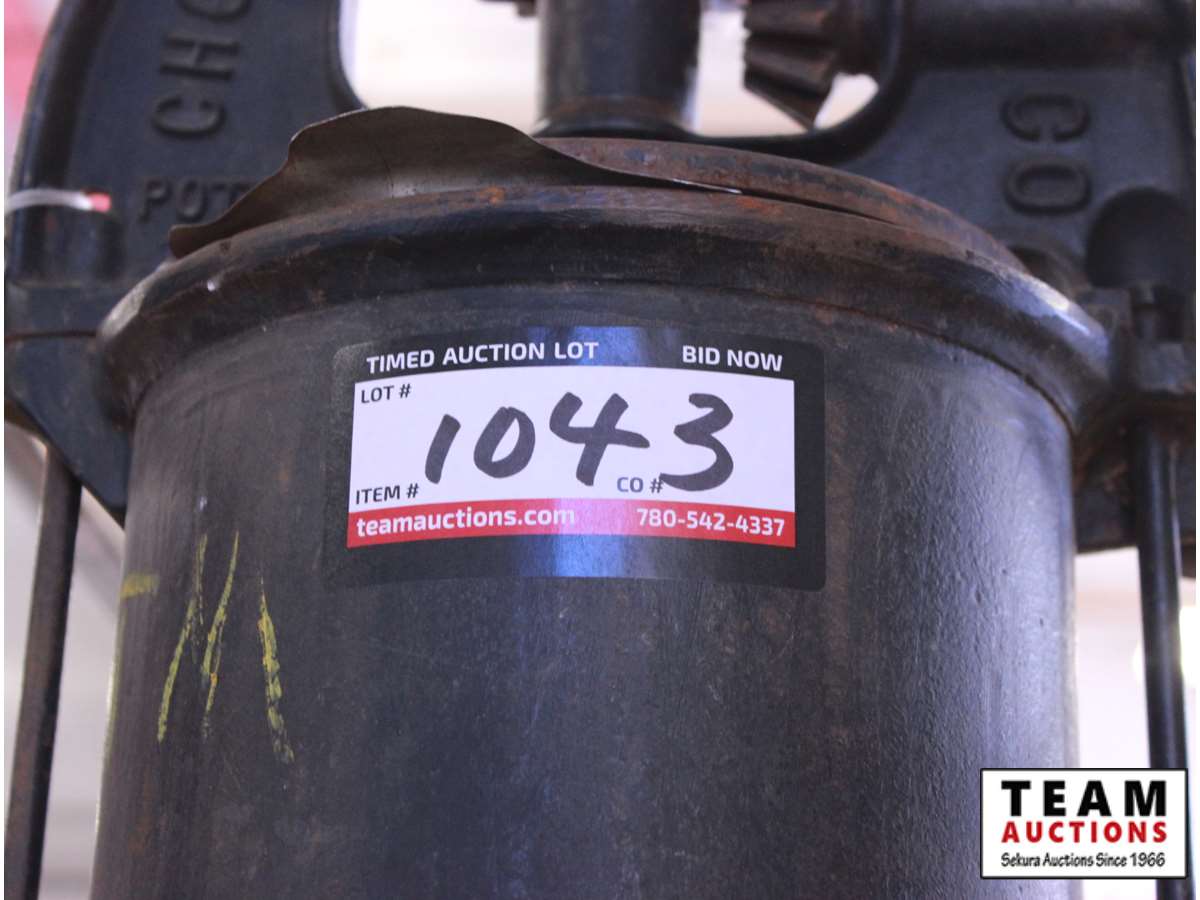 CHO
POT
CO
TIMED AUCTION LOT BID NOW
LOT #
1043
ITEM # CO #
teamauctions.com 780-542-4337
TEAM
AUCTIONS
Sekura Auctions Since 1966